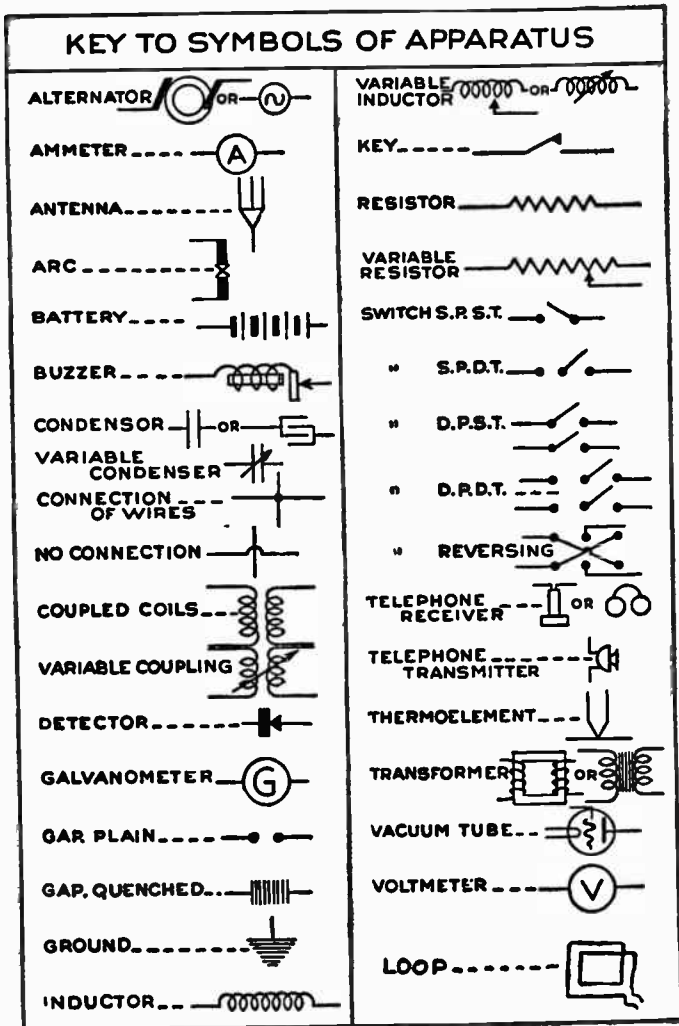 KEY TO SYMBOLS OF APPARATUS
ALTERNATOR OR
AMMETER A
ANTENNA
ARC
BATTERY
BUZZER
CONDENSOR OR
VARIABLE
CONDENSER
CONNECTION
OF WIRES
NO CONNECTION
COUPLED COILS
VARIABLE COUPLING
DETECTOR
GALVANOMETER G
GAP. PLAIN
GAP. QUENCHED
GROUND
INDUCTOR
VARIABLE
INDUCTOR OR
KEY
RESISTOR
VARIABLE
RESISTOR
SWITCH S.P.S.T.
" S.P.D.T.
" D.P.S.T.
" D.P.D.T.
" REVERSING
TELEPHONE
RECEIVER OR
TELEPHONE
TRANSMITTER
THERMOELEMENT
TRANSFORMER OR
VACUUM TUBE
VOLTMETER V
LOOP